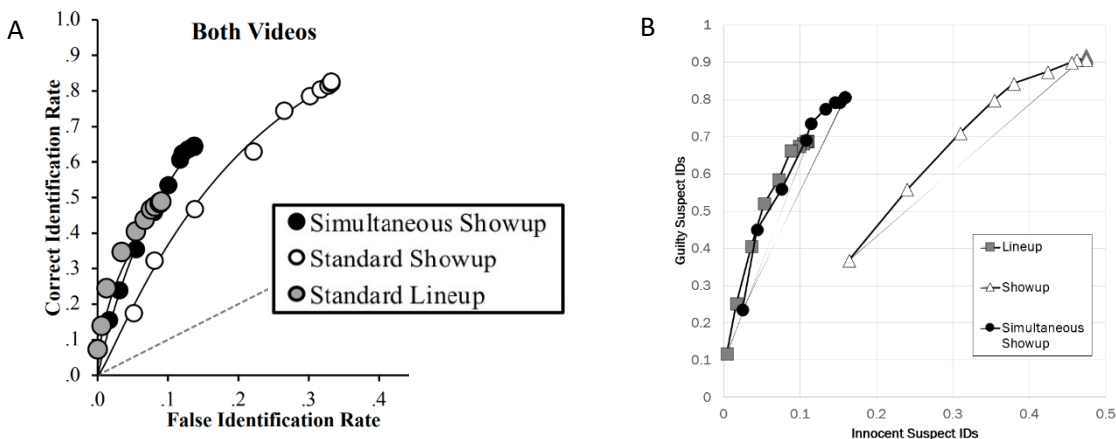 A
Both Videos
Correct Identification Rate
1.0
.9
.8
.7
.6
.5
.4
.3
.2
.1
.0
.0
.1
.2
.3
.4
False Identification Rate
Simultaneous Showup
Standard Showup
Standard Lineup
B
Guilty Suspect IDs
1
0.9
0.8
0.7
0.6
0.5
0.4
0.3
0.2
0.1
0
0
0.1
0.2
0.3
0.4
0.5
Innocent Suspect IDs
Lineup
Showup
Simultaneous
Showup